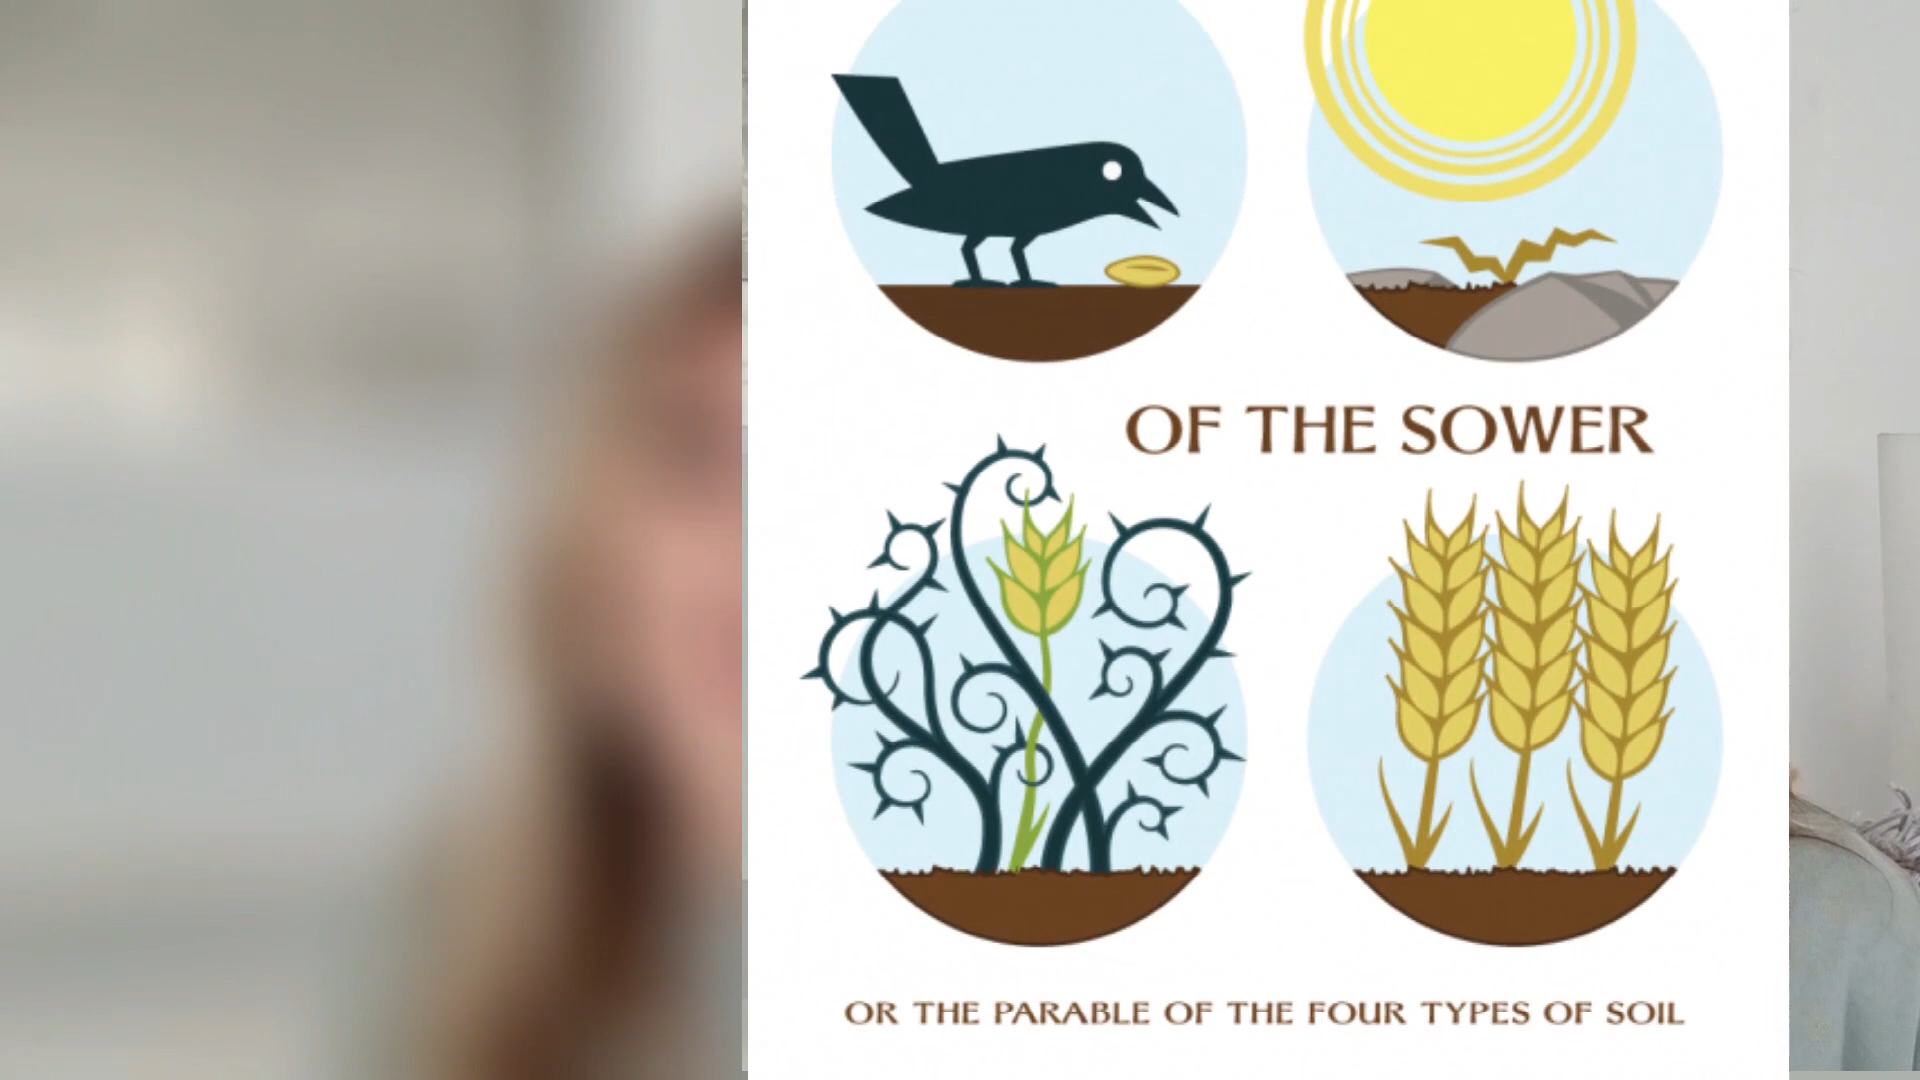 OF THE SOWER
OR THE PARABLE OF THE FOUR TYPES OF SOIL